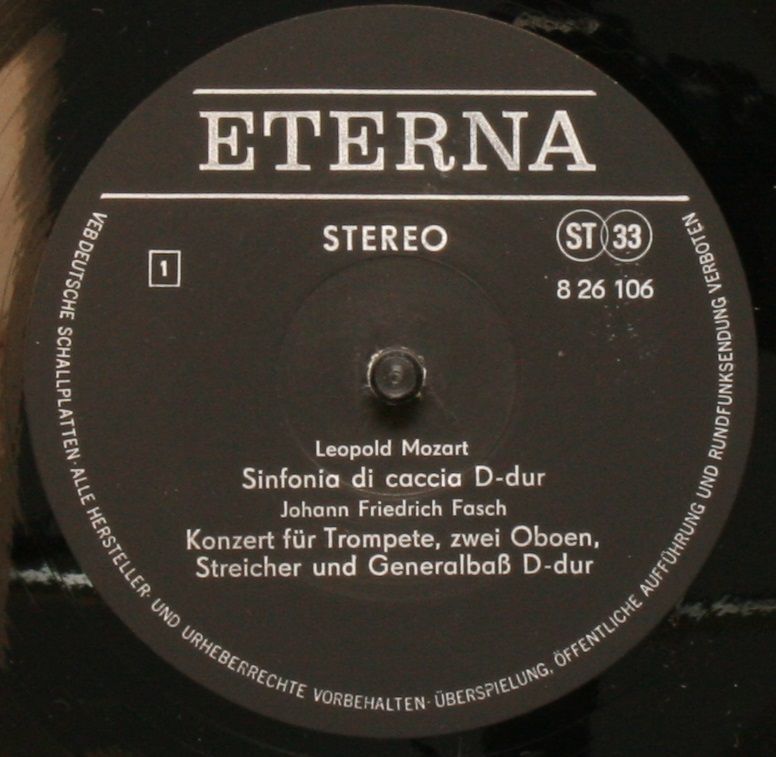 ETERNA
STEREO
ST 33
1
8 26 106
Leopold Mozart
Sinfonia di caccia D-dur
Johann Friedrich Fasch
Konzert für Trompete, zwei Oboen,
Streicher und Generalbaß D-dur
VEB DEUTSCHE SCHALLPLATTEN · ALLE HERSTELLER- UND URHEBERRECHTE VORBEHALTEN · ÜBERSPIELUNG, ÖFFENTLICHE AUFFÜHRUNG UND RUNDFUNKSENDUNG VERBOTEN